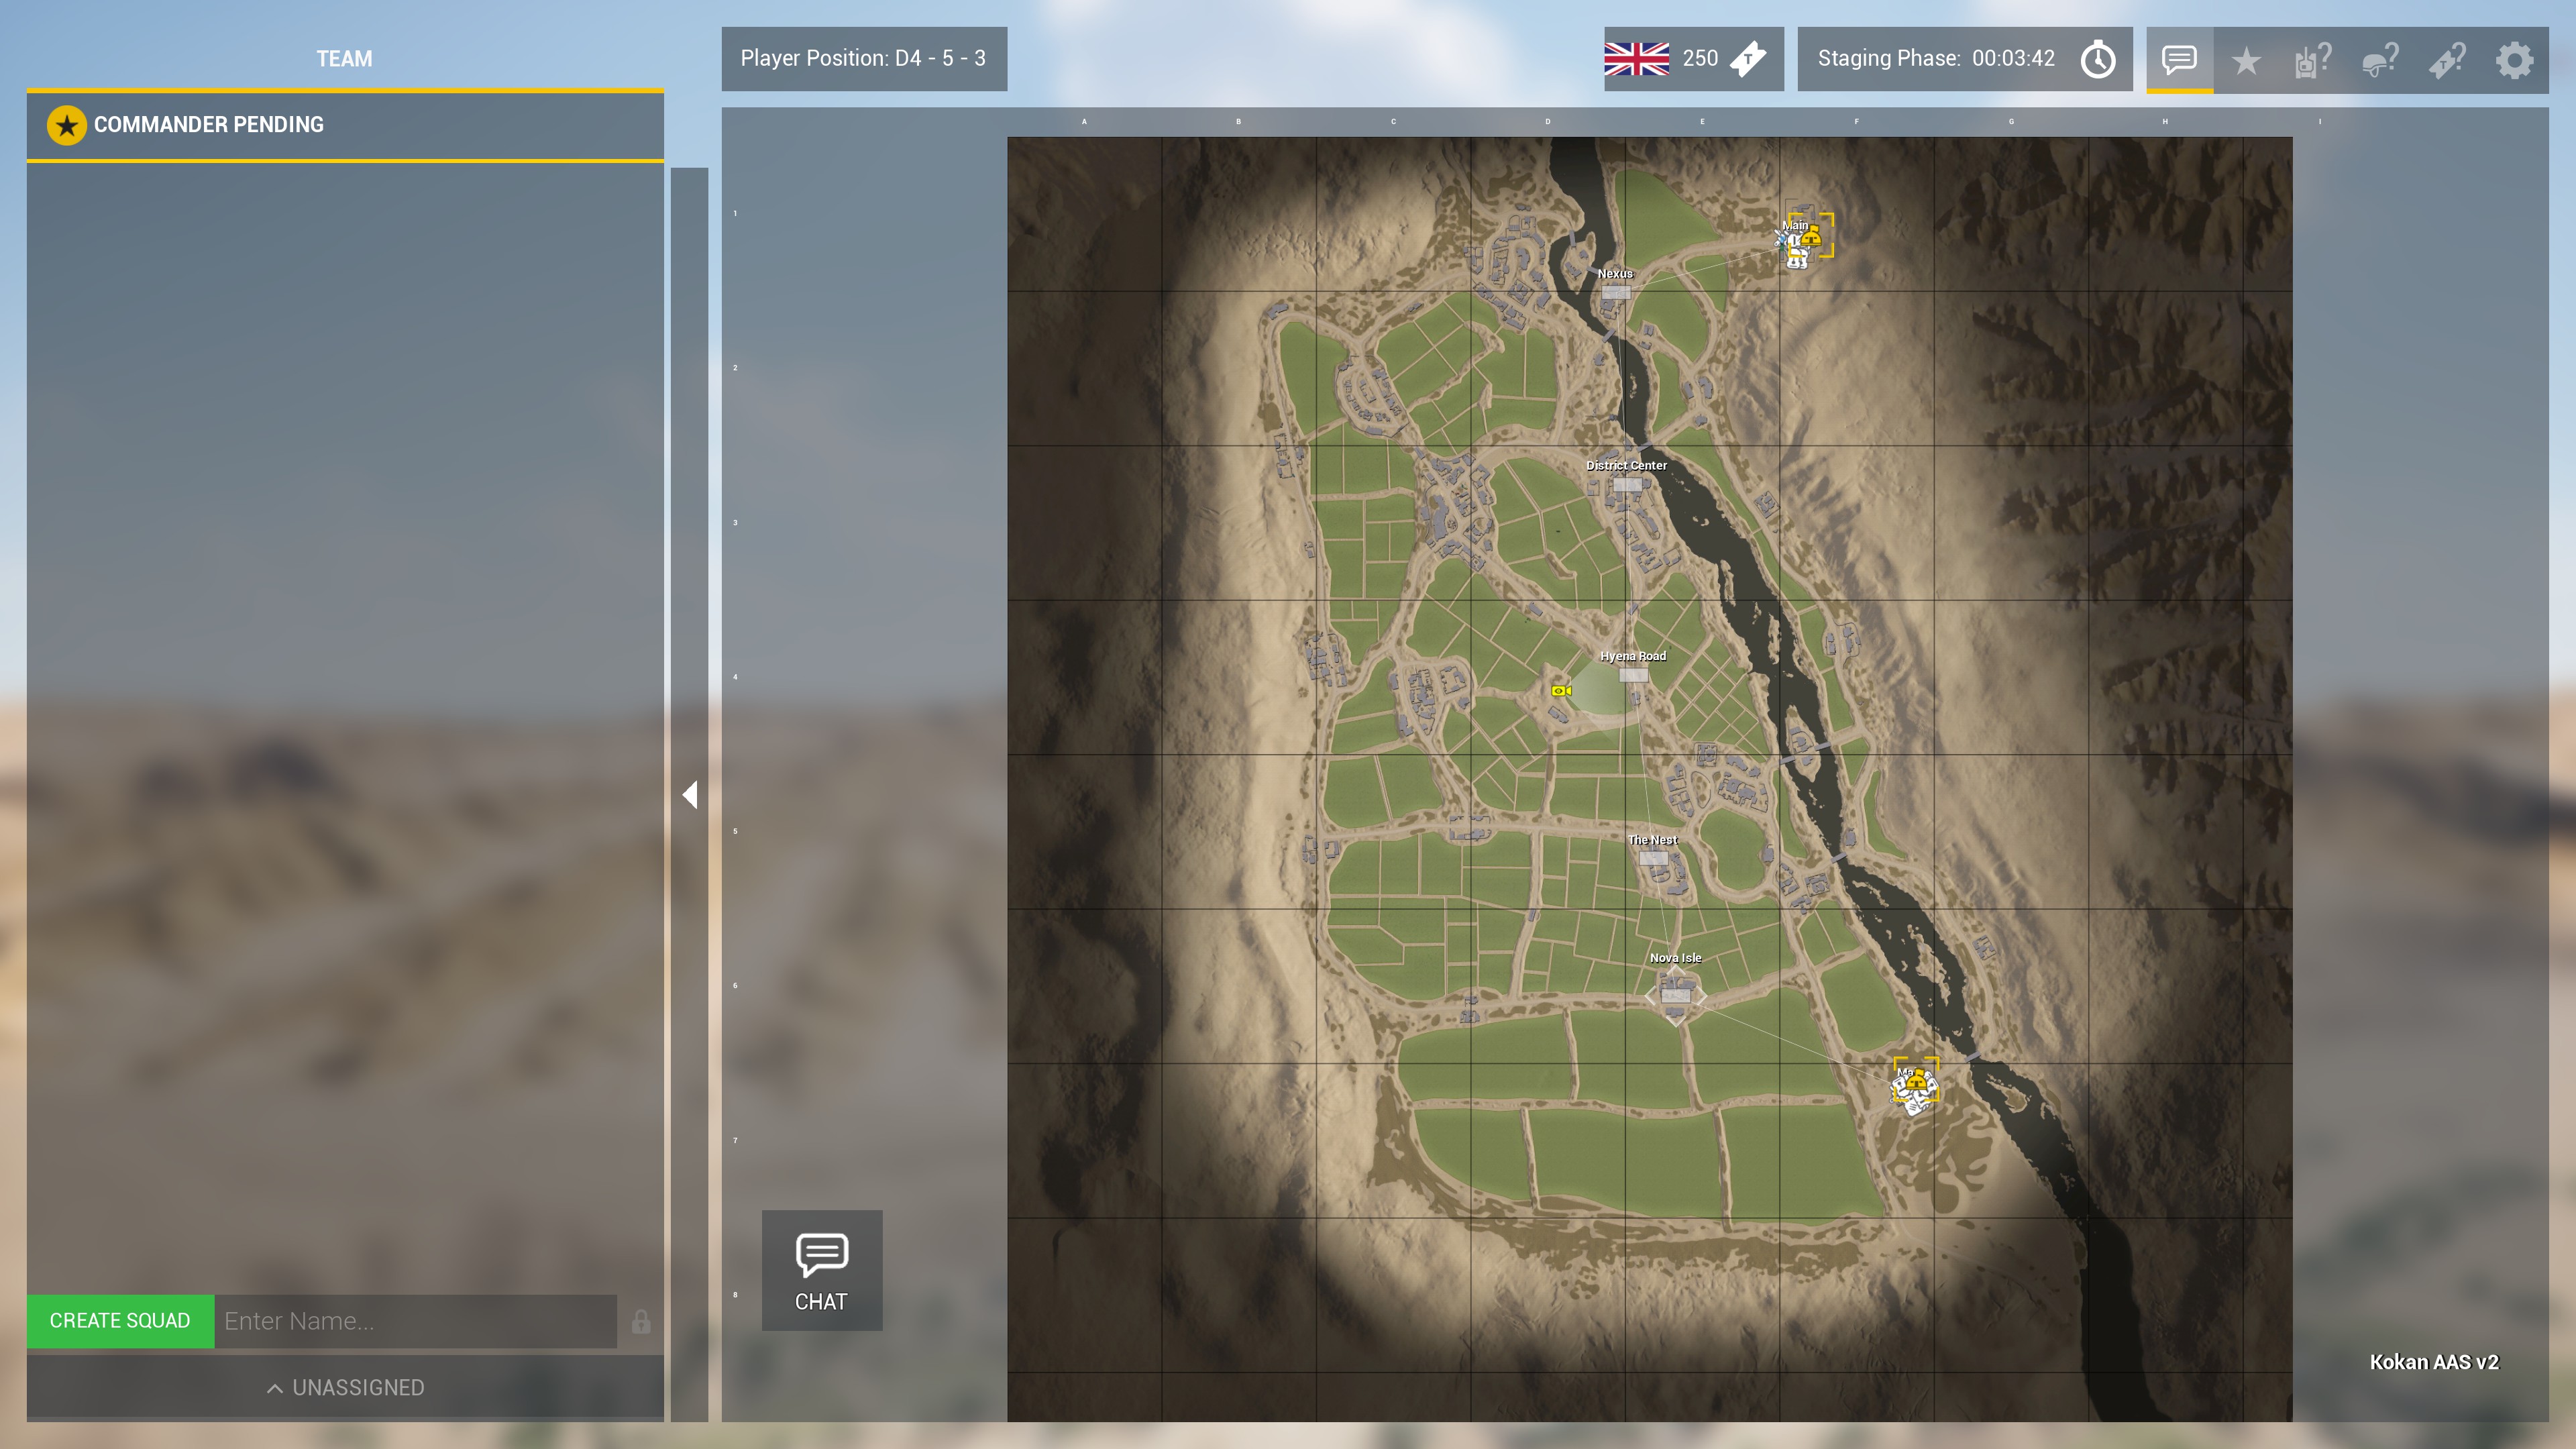 TEAM
Player Position: D4 - 5 - 3
250
T
Staging Phase: 00:03:42
COMMANDER PENDING
A B C D E F G H I
1
Main
Nexus
2
District Center
3
Hyena Road
4
5
The Nest
Nova Isle
6
7
8
CHAT
CREATE SQUAD
Enter Name...
UNASSIGNED
Kokan AAS v2